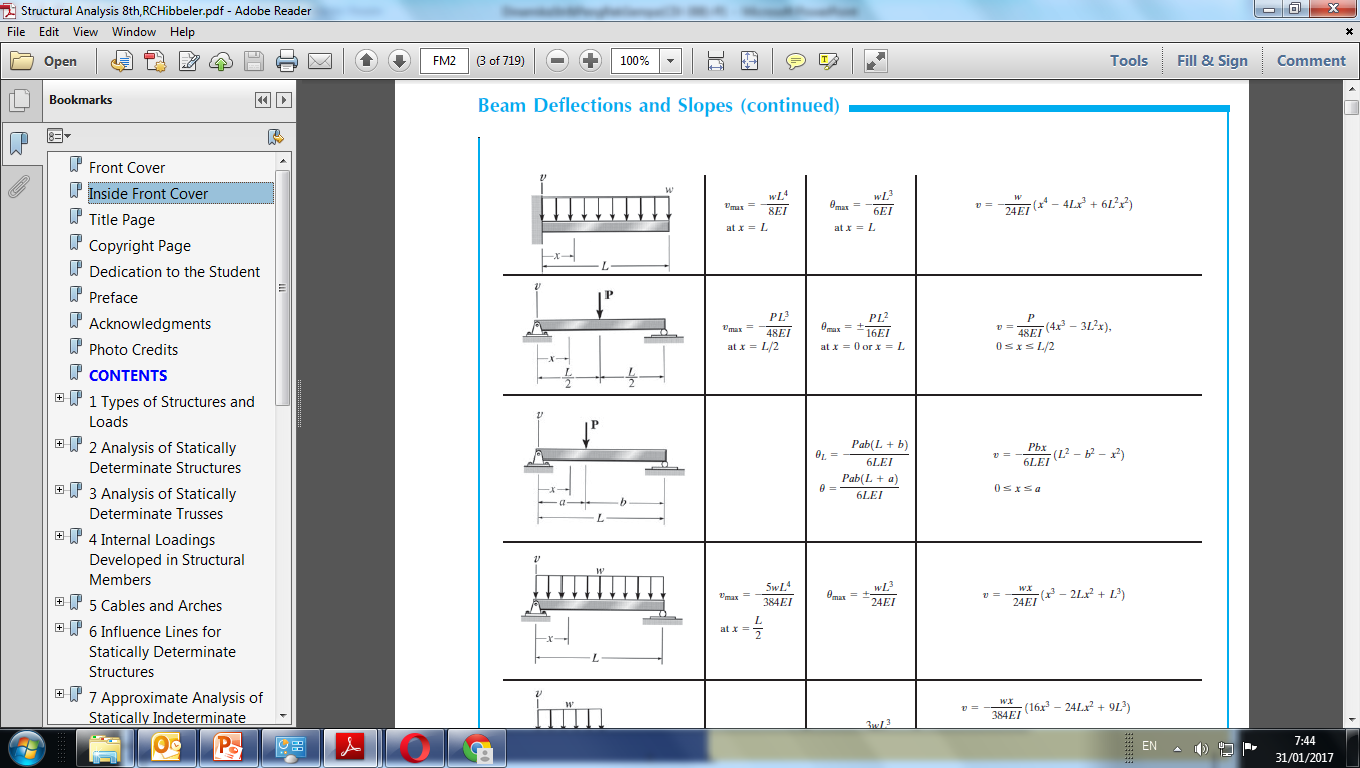 Structural Analysis 8th,RCHibbeler.pdf - Adobe Reader
File Edit View Window Help
Open FM2 (3 of 719) 100% Tools Fill & Sign Comment
Bookmarks
Front Cover
Inside Front Cover
Title Page
Copyright Page
Dedication to the Student
Preface
Acknowledgments
Photo Credits
CONTENTS
1 Types of Structures and
Loads
2 Analysis of Statically
Determinate Structures
3 Analysis of Statically
Determinate Trusses
4 Internal Loadings
Developed in Structural
Members
5 Cables and Arches
6 Influence Lines for
Statically Determinate
Structures
7 Approximate Analysis of
Statically Indeterminate
Beam Deflections and Slopes (continued)
v w x L
v_max = -wL^4/8EI
at x = L
θ_max = -wL^3/6EI
at x = L
v = -w/24EI (x^4 - 4Lx^3 + 6L^2x^2)
v P x L/2 L/2
v_max = -PL^3/48EI
at x = L/2
θ_max = ±PL^2/16EI
at x = 0 or x = L
v = P/48EI (4x^3 - 3L^2x),
0 ≤ x ≤ L/2
v P x a b L
θ_L = -Pab(L + b)/6LEI
θ = Pab(L + a)/6LEI
v = -Pbx/6LEI (L^2 - b^2 - x^2)
0 ≤ x ≤ a
v w x L
v_max = -5wL^4/384EI
at x = L/2
θ_max = ±wL^3/24EI
v = -wx/24EI (x^3 - 2Lx^2 + L^3)
v w
3wL^3
v = -wx/384EI (16x^3 - 24Lx^2 + 9L^3)
EN
7:44
31/01/2017